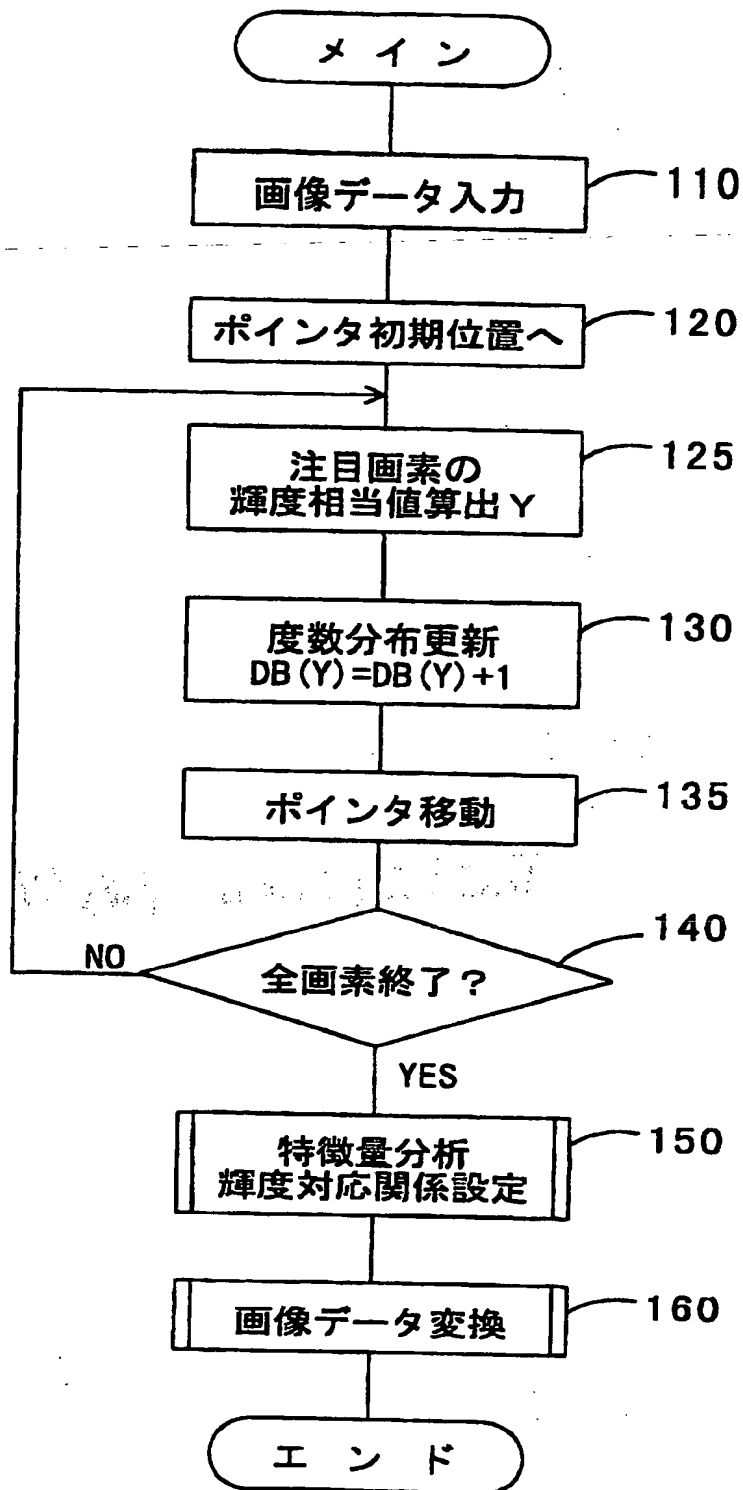 メイン
画像データ入力
110
ポインタ初期位置へ
120
注目画素の
輝度相当値算出Y
125
度数分布更新
DB(Y)=DB(Y)+1
130
ポインタ移動
135
全画素終了?
140
NO
YES
特徴量分析
輝度対応関係設定
150
画像データ変換
160
エンド